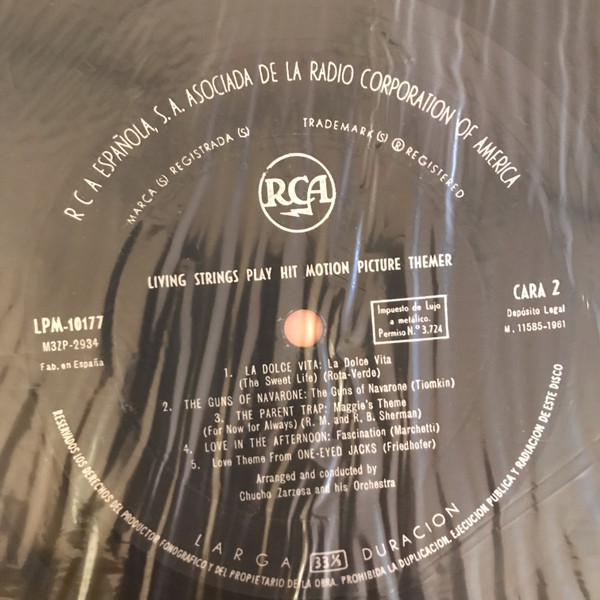 RCA ESPAÑOLA, S. A. ASOCIADA DE LA RADIO CORPORATION OF AMERICA
MARCA (S) REGISTRADA (S)
TRADEMARK (S) ® REGISTERED
RCA
LIVING STRINGS PLAY HIT MOTION PICTURE THEMER
LPM-10177
M3ZP-2934
Fab. en España
Impuesto de Lujo
a metálico.
Permiso N.º 3.724
CARA 2
Depósito Legal
M. 11585-1961
1. LA DOLCE VITA: La Dolce Vita
(The Sweet Life) (Rota-Verde)
2. THE GUNS OF NAVARONE: The Guns of Navarone (Tiomkin)
3. THE PARENT TRAP: Maggie's Theme
(For Now for Always) (R. M. and R. B. Sherman)
4. LOVE IN THE AFTERNOON: Fascination (Marchetti)
5. Love Theme From ONE-EYED JACKS (Friedhofer)
Arranged and conducted by
Chucho Zarzosa and his Orchestra
LARGA 33⅓ DURACION
RESERVADOS LOS DERECHOS DEL PRODUCTOR FONOGRAFICO Y DEL PROPIETARIO DE LA OBRA. PROHIBIDA LA DUPLICACION, EJECUCION PUBLICA Y RADIACION DE ESTE DISCO